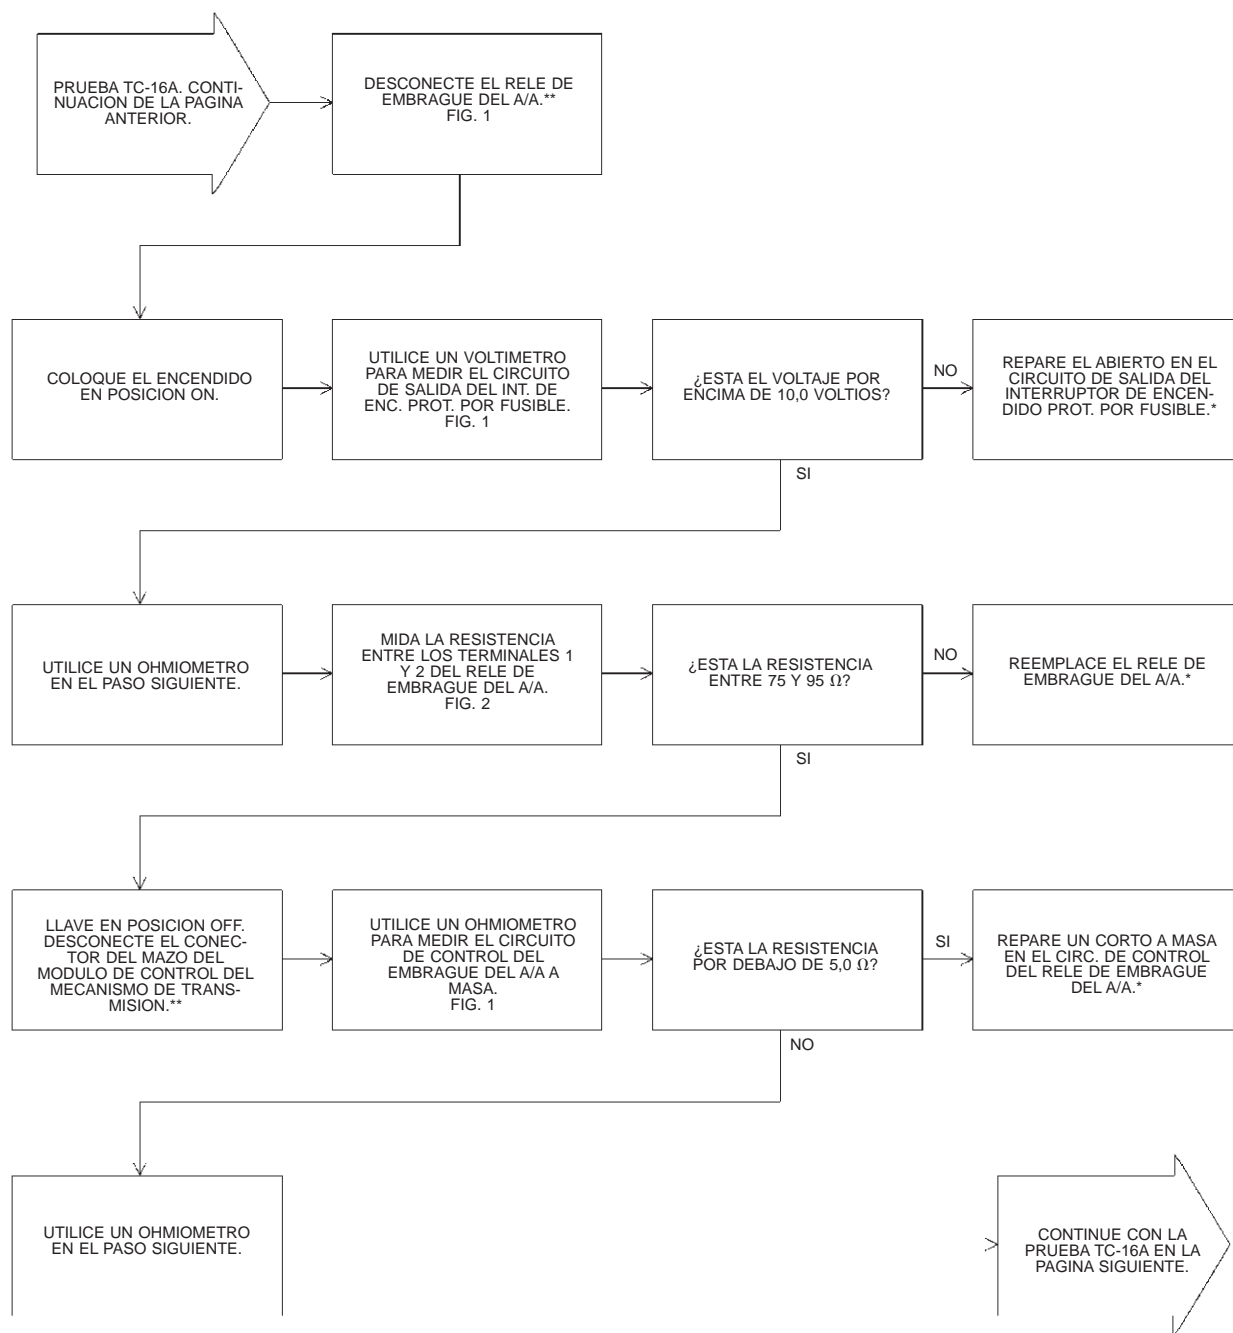 PRUEBA TC-16A. CONTI-
NUACION DE LA PAGINA
ANTERIOR.
DESCONECTE EL RELE DE
EMBRAGUE DEL A/A.**
FIG. 1
COLOQUE EL ENCENDIDO
EN POSICION ON.
UTILICE UN VOLTIMETRO
PARA MEDIR EL CIRCUITO
DE SALIDA DEL INT. DE
ENC. PROT. POR FUSIBLE.
FIG. 1
¿ESTA EL VOLTAJE POR
ENCIMA DE 10,0 VOLTIOS?
NO
REPARE EL ABIERTO EN EL
CIRCUITO DE SALIDA DEL
INTERRUPTOR DE ENCEN-
DIDO PROT. POR FUSIBLE.*
SI
UTILICE UN OHMIOMETRO
EN EL PASO SIGUIENTE.
MIDA LA RESISTENCIA
ENTRE LOS TERMINALES 1
Y 2 DEL RELE DE
EMBRAGUE DEL A/A.
FIG. 2
¿ESTA LA RESISTENCIA
ENTRE 75 Y 95 Ω?
NO
REEMPLACE EL RELE DE
EMBRAGUE DEL A/A.*
SI
LLAVE EN POSICION OFF.
DESCONECTE EL CONEC-
TOR DEL MAZO DEL
MODULO DE CONTROL DEL
MECANISMO DE TRANS-
MISION.**
UTILICE UN OHMIOMETRO
PARA MEDIR EL CIRCUITO
DE CONTROL DEL
EMBRAGUE DEL A/A A
MASA.
FIG. 1
¿ESTA LA RESISTENCIA
POR DEBAJO DE 5,0 Ω?
SI
REPARE UN CORTO A MASA
EN EL CIRC. DE CONTROL
DEL RELE DE EMBRAGUE
DEL A/A.*
NO
UTILICE UN OHMIOMETRO
EN EL PASO SIGUIENTE.
CONTINUE CON LA
PRUEBA TC-16A EN LA
PAGINA SIGUIENTE.